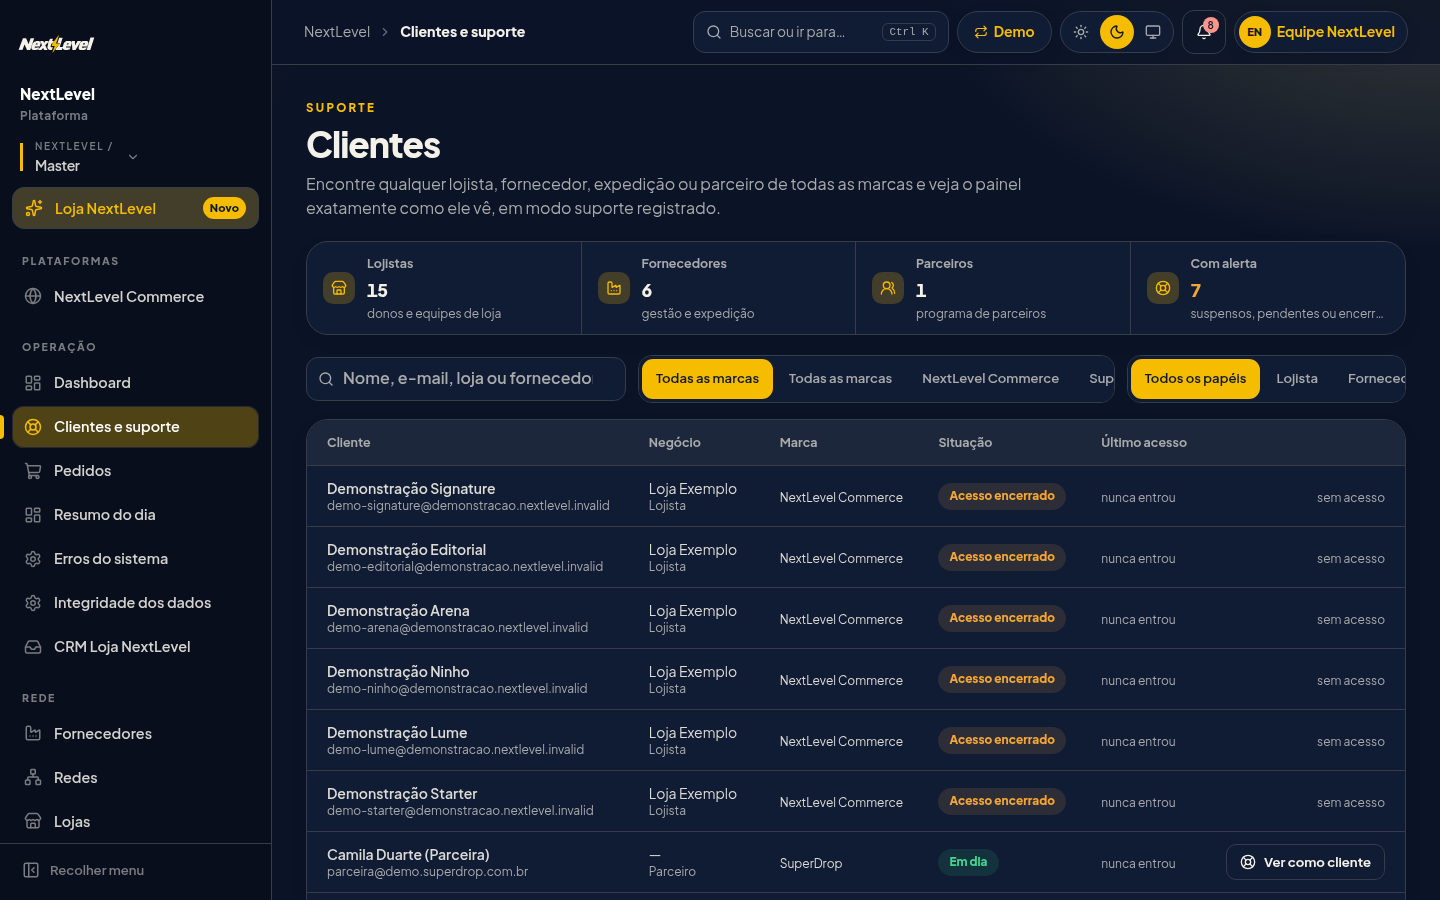 NextLevel
NextLevel
Plataforma
NEXTLEVEL /
Master
Loja NextLevel
Novo
PLATAFORMAS
NextLevel Commerce
OPERAÇÃO
Dashboard
Clientes e suporte
Pedidos
Resumo do dia
Erros do sistema
Integridade dos dados
CRM Loja NextLevel
REDE
Fornecedores
Redes
Lojas
Recolher menu
NextLevel > Clientes e suporte
Buscar ou ir para...
Ctrl K
Demo
8
EN
Equipe NextLevel
SUPORTE
Clientes
Encontre qualquer lojista, fornecedor, expedição ou parceiro de todas as marcas e veja o painel
exatamente como ele vê, em modo suporte registrado.
Lojistas
15
donos e equipes de loja
Fornecedores
6
gestão e expedição
Parceiros
1
programa de parceiros
Com alerta
7
suspensos, pendentes ou encerr...
Nome, e-mail, loja ou fornecedo
Todas as marcas
Todas as marcas
NextLevel Commerce
Sup
Todos os papéis
Lojista
Fornece
Cliente Negócio Marca Situação Último acesso
Demonstração Signature
demo-signature@demonstracao.nextlevel.invalid
Loja Exemplo
Lojista
NextLevel Commerce
Acesso encerrado
nunca entrou
sem acesso
Demonstração Editorial
demo-editorial@demonstracao.nextlevel.invalid
Loja Exemplo
Lojista
NextLevel Commerce
Acesso encerrado
nunca entrou
sem acesso
Demonstração Arena
demo-arena@demonstracao.nextlevel.invalid
Loja Exemplo
Lojista
NextLevel Commerce
Acesso encerrado
nunca entrou
sem acesso
Demonstração Ninho
demo-ninho@demonstracao.nextlevel.invalid
Loja Exemplo
Lojista
NextLevel Commerce
Acesso encerrado
nunca entrou
sem acesso
Demonstração Lume
demo-lume@demonstracao.nextlevel.invalid
Loja Exemplo
Lojista
NextLevel Commerce
Acesso encerrado
nunca entrou
sem acesso
Demonstração Starter
demo-starter@demonstracao.nextlevel.invalid
Loja Exemplo
Lojista
NextLevel Commerce
Acesso encerrado
nunca entrou
sem acesso
Camila Duarte (Parceira)
parceira@demo.superdrop.com.br
—
Parceiro
SuperDrop
Em dia
nunca entrou
Ver como cliente